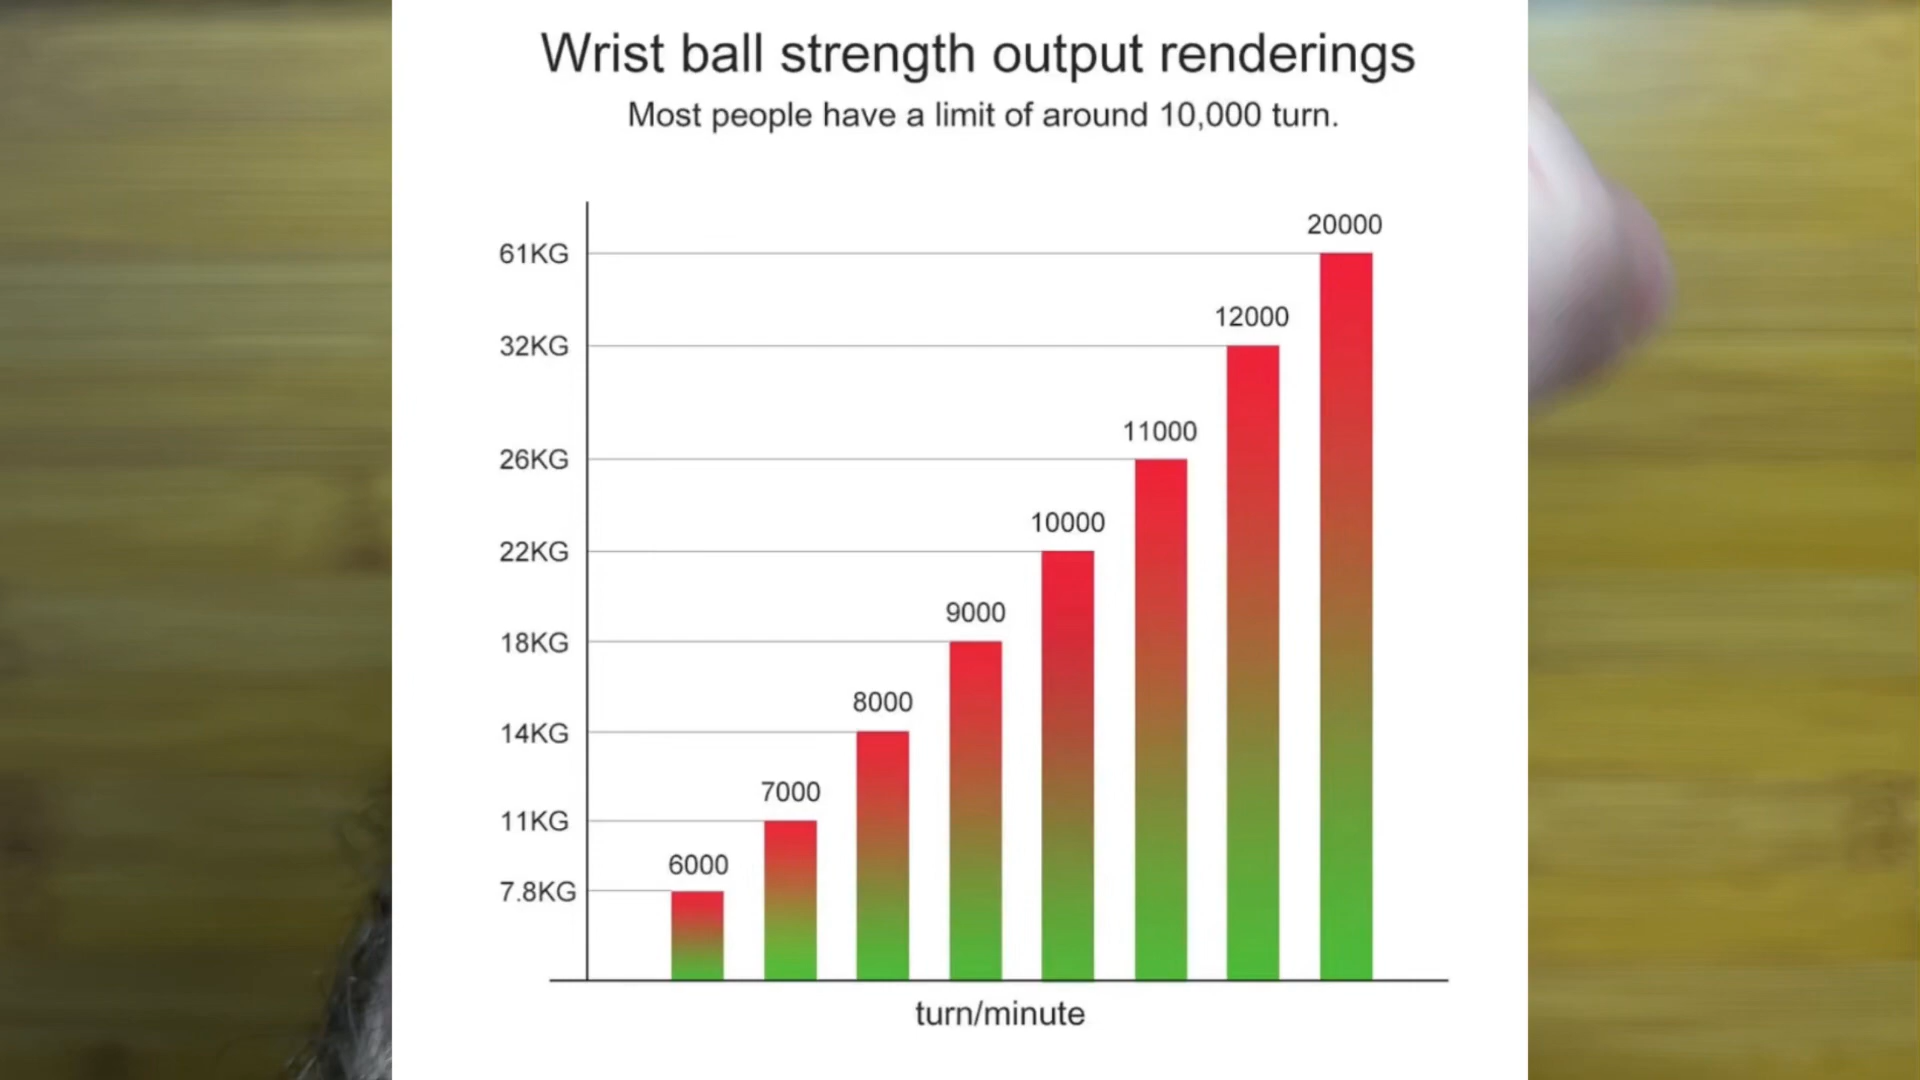 Wrist ball strength output renderings
Most people have a limit of around 10,000 turn.
20000
61KG
12000
32KG
11000
26KG
10000
22KG
9000
18KG
8000
14KG
7000
11KG
6000
7.8KG
turn/minute